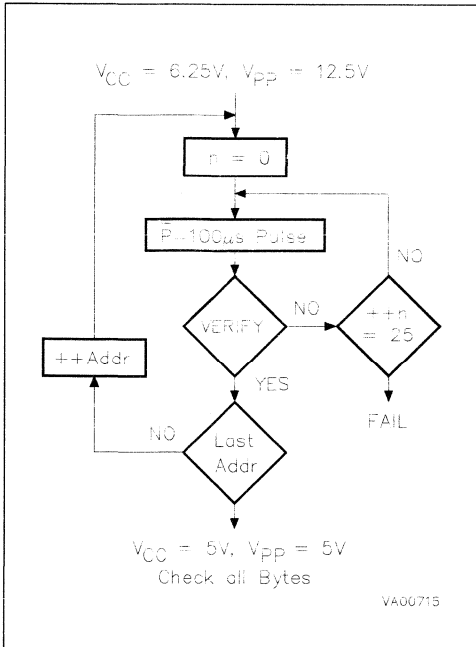 V_CC = 6.25V, V_PP = 12.5V
n = 0
P̄=100µs Pulse
NO
VERIFY
NO
++n
= 25
++Addr
YES
FAIL
NO
Last
Addr
V_CC = 5V, V_PP = 5V
Check all Bytes
VA00715